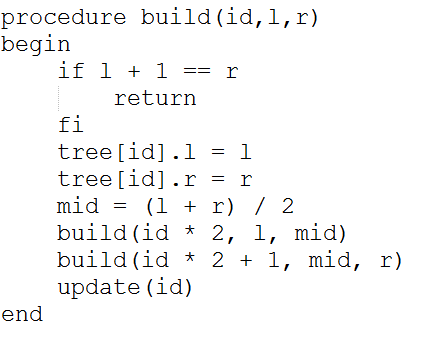 procedure build(id,l,r)
begin
    if l + 1 == r
        return
    fi
    tree[id].l = l
    tree[id].r = r
    mid = (l + r) / 2
    build(id * 2, l, mid)
    build(id * 2 + 1, mid, r)
    update(id)
end